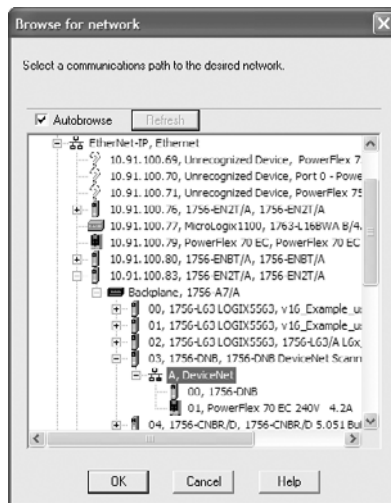 Browse for network
Select a communications path to the desired network.
Autobrowse Refresh
EtherNet-IP, Ethernet
10.91.100.69, Unrecognized Device, PowerFlex 7
10.91.100.70, Unrecognized Device, Port 0 - Powe
10.91.100.71, Unrecognized Device, PowerFlex 75
10.91.100.76, 1756-EN2T/A, 1756-EN2T/A
10.91.100.77, MicroLogix1100, 1763-L16BWA B/4.
10.91.100.79, PowerFlex 70 EC, PowerFlex 70 EC
10.91.100.80, 1756-ENBT/A, 1756-ENBT/A
10.91.100.83, 1756-EN2T/A, 1756-EN2T/A
Backplane, 1756-A7/A
00, 1756-L63 LOGIX5563, v16_Example_u
01, 1756-L63 LOGIX5563, v16_Example_u
02, 1756-L63 LOGIX5563, 1756-L63/A L6x
03, 1756-DNB, 1756-DNB DeviceNet Scann
A, DeviceNet
00, 1756-DNB
01, PowerFlex 70 EC 240V 4.2A
04, 1756-CNBR/D, 1756-CNBR/D 5.051 Bul
OK Cancel Help